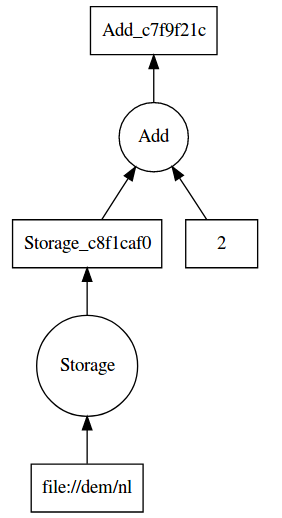 Add_c7f9f21c
Add
Storage_c8f1caf0
2
Storage
file://dem/nl